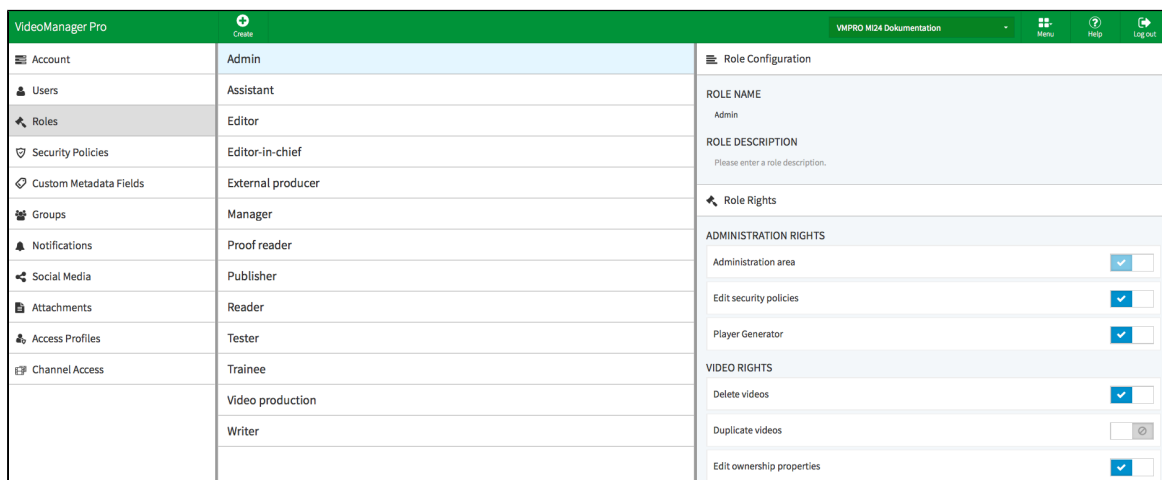 VideoManager Pro
Create
VMPRO MI24 Dokumentation
Menu
Help
Log out
Account
Users
Roles
Security Policies
Custom Metadata Fields
Groups
Notifications
Social Media
Attachments
Access Profiles
Channel Access
Admin
Assistant
Editor
Editor-in-chief
External producer
Manager
Proof reader
Publisher
Reader
Tester
Trainee
Video production
Writer
Role Configuration
ROLE NAME
Admin
ROLE DESCRIPTION
Please enter a role description.
Role Rights
ADMINISTRATION RIGHTS
Administration area
Edit security policies
Player Generator
VIDEO RIGHTS
Delete videos
Duplicate videos
Edit ownership properties